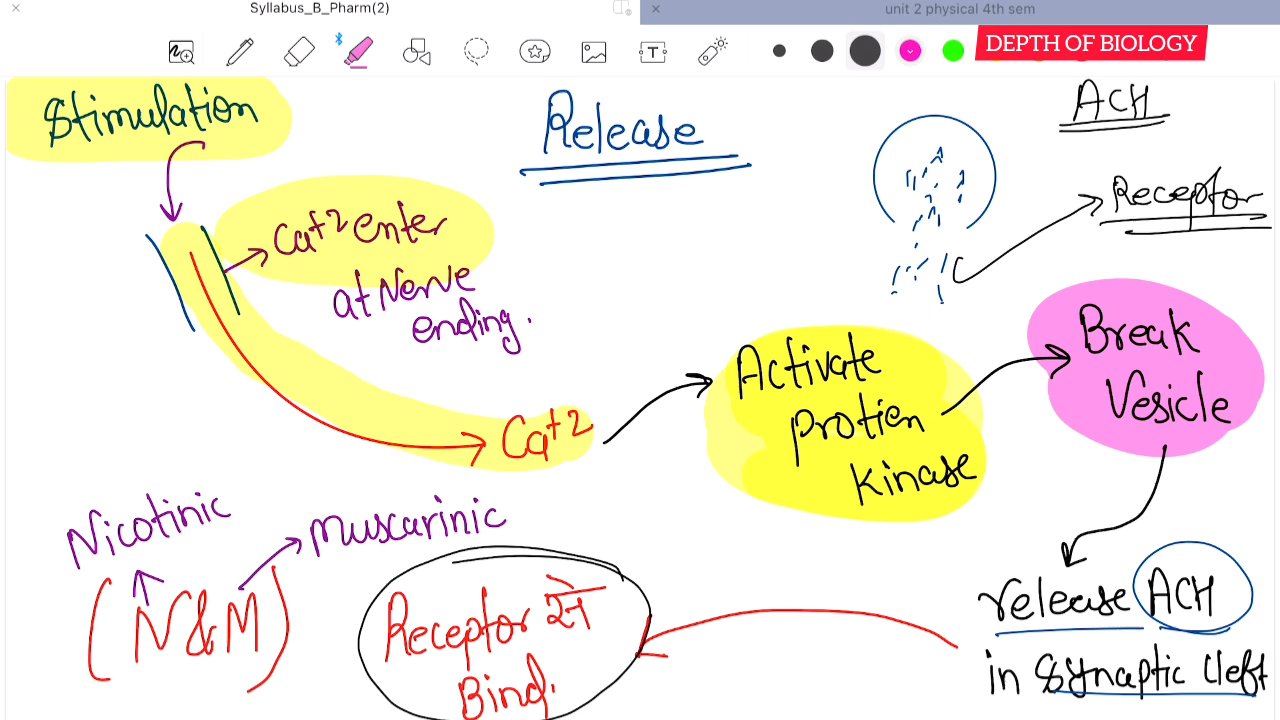 Syllabus_B_Pharm(2)
unit 2 physical 4th sem
DEPTH OF BIOLOGY
T
Stimulation
Release
ACH
Receptor
Ca+2 enter
at Nerve
ending.
Ca+2
Activate
protien
kinase
Break
Vesicle
release ACH
in synaptic cleft
Receptor से
Bind.
Nicotinic
Muscarinic
(N&M)